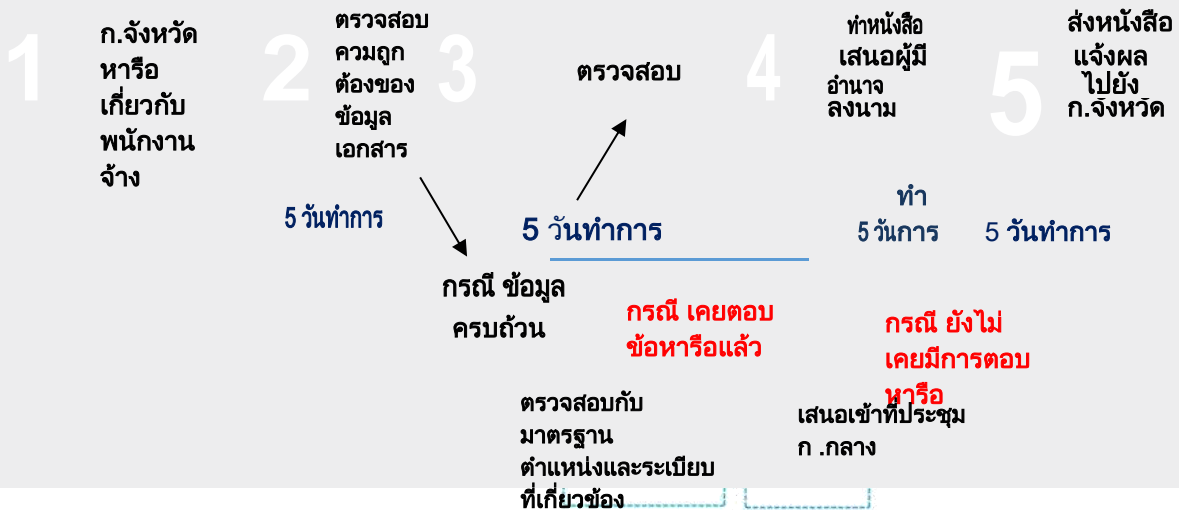 1
ก.จังหวัด
หารือ
เกี่ยวกับ
พนักงาน
จ้าง
2
ตรวจสอบ
ควมถูก
ต้องของ
ข้อมูล
เอกสาร
5 วันทำการ
3
ตรวจสอบ
5 วันทำการ
กรณี ข้อมูล
ครบถ้วน
กรณี เคยตอบ
ข้อหารือแล้ว
ตรวจสอบกับ
มาตรฐาน
ตำแหน่งและระเบียบ
ที่เกี่ยวข้อง
4
ทำหนังสือ
เสนอผู้มี
อำนาจ
ลงนาม
ทำ
5 วันการ
กรณี ยังไม่
เคยมีการตอบ
หารือ
เสนอเข้าที่ประชุม
ก .กลาง
5
ส่งหนังสือ
แจ้งผล
ไปยัง
ก.จังหวัด
5 วันทำการ